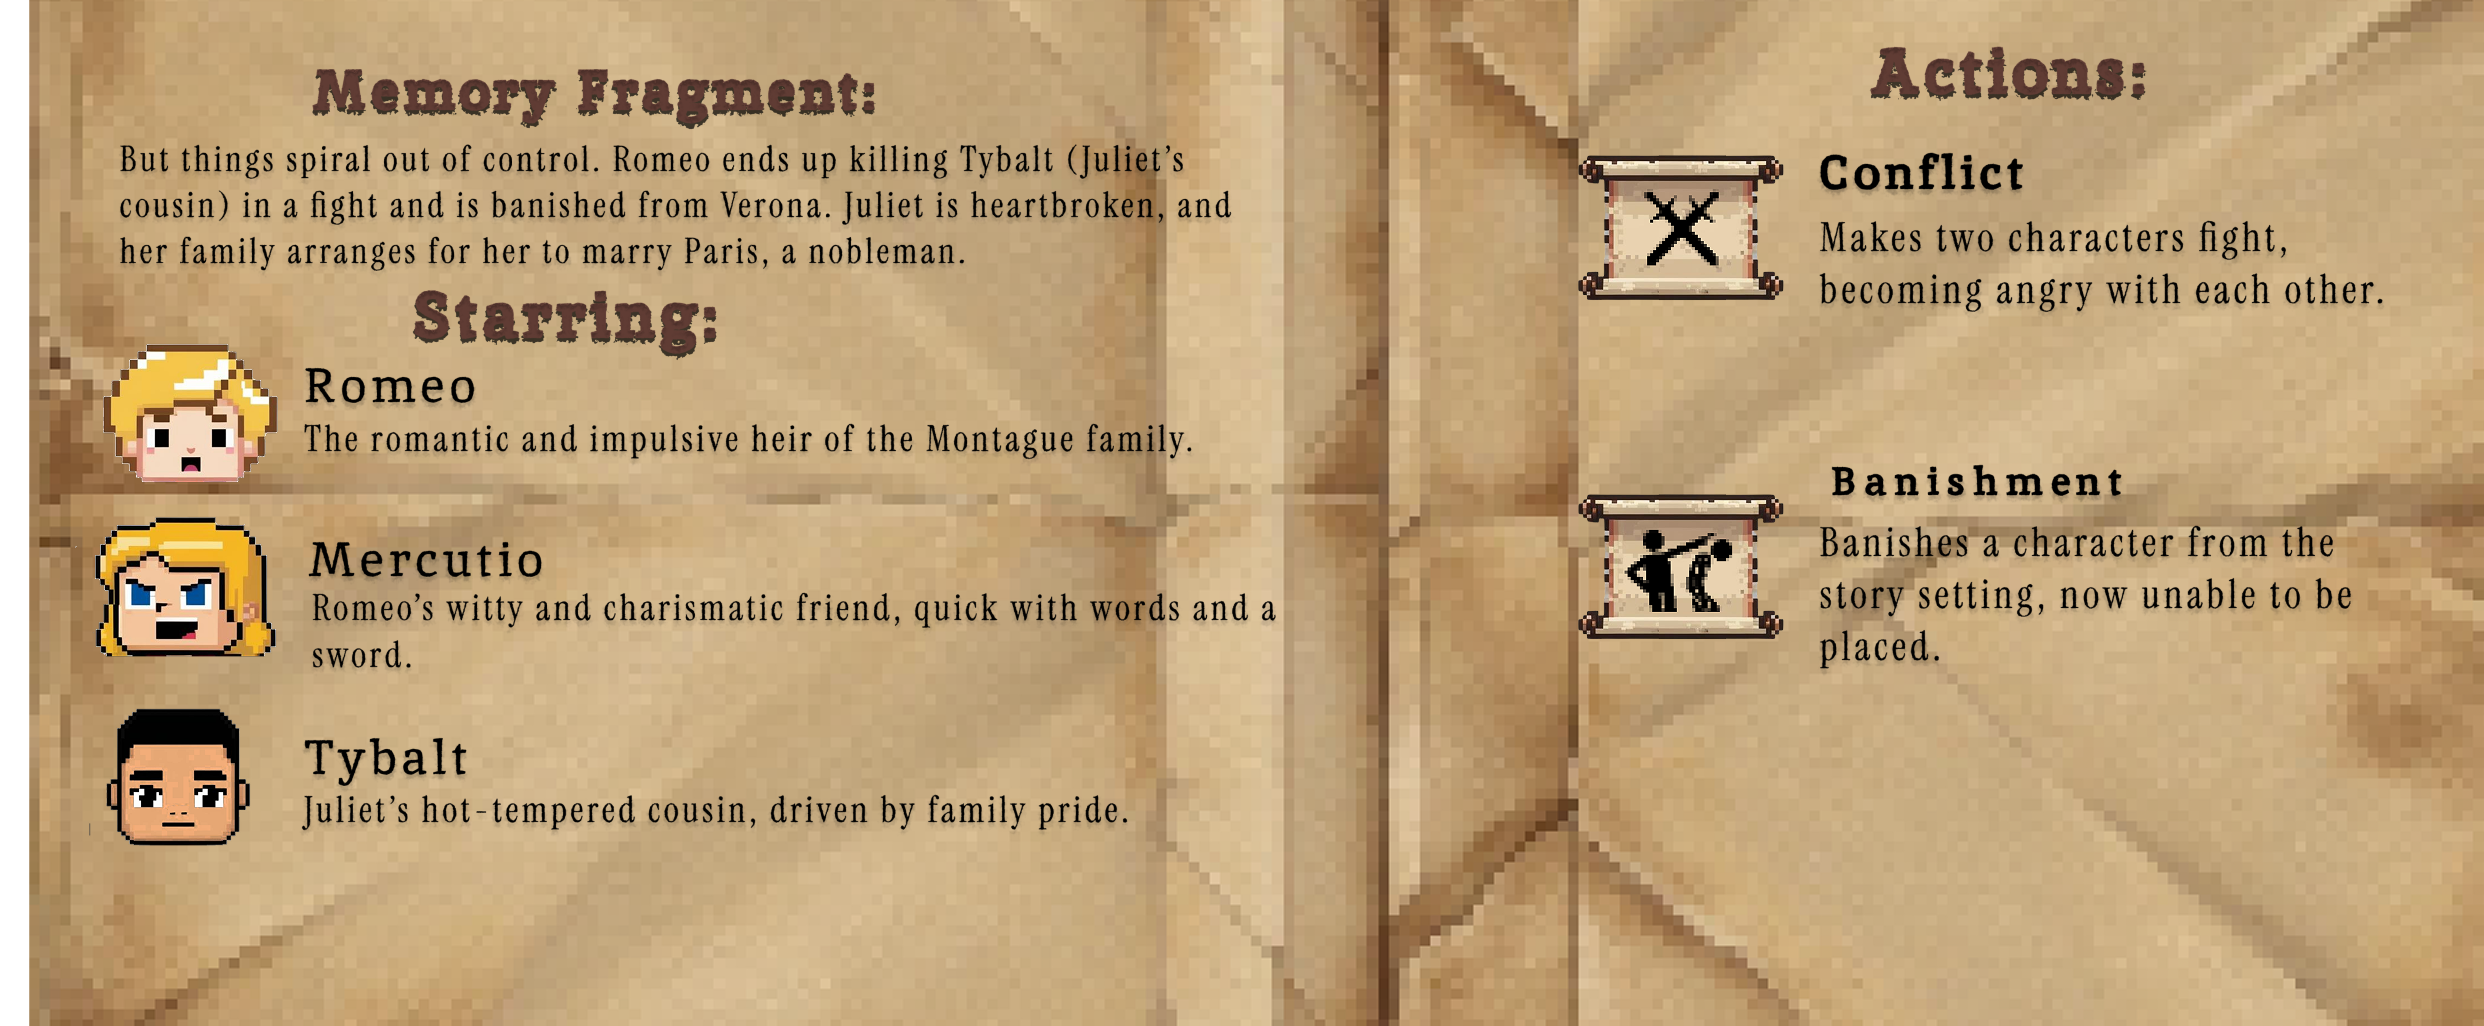 Memory Fragment:
But things spiral out of control. Romeo ends up killing Tybalt (Juliet’s
cousin) in a fight and is banished from Verona. Juliet is heartbroken, and
her family arranges for her to marry Paris, a nobleman.
Starring:
Romeo
The romantic and impulsive heir of the Montague family.
Mercutio
Romeo’s witty and charismatic friend, quick with words and a
sword.
Tybalt
Juliet’s hot-tempered cousin, driven by family pride.
Actions:
Conflict
Makes two characters fight,
becoming angry with each other.
Banishment
Banishes a character from the
story setting, now unable to be
placed.